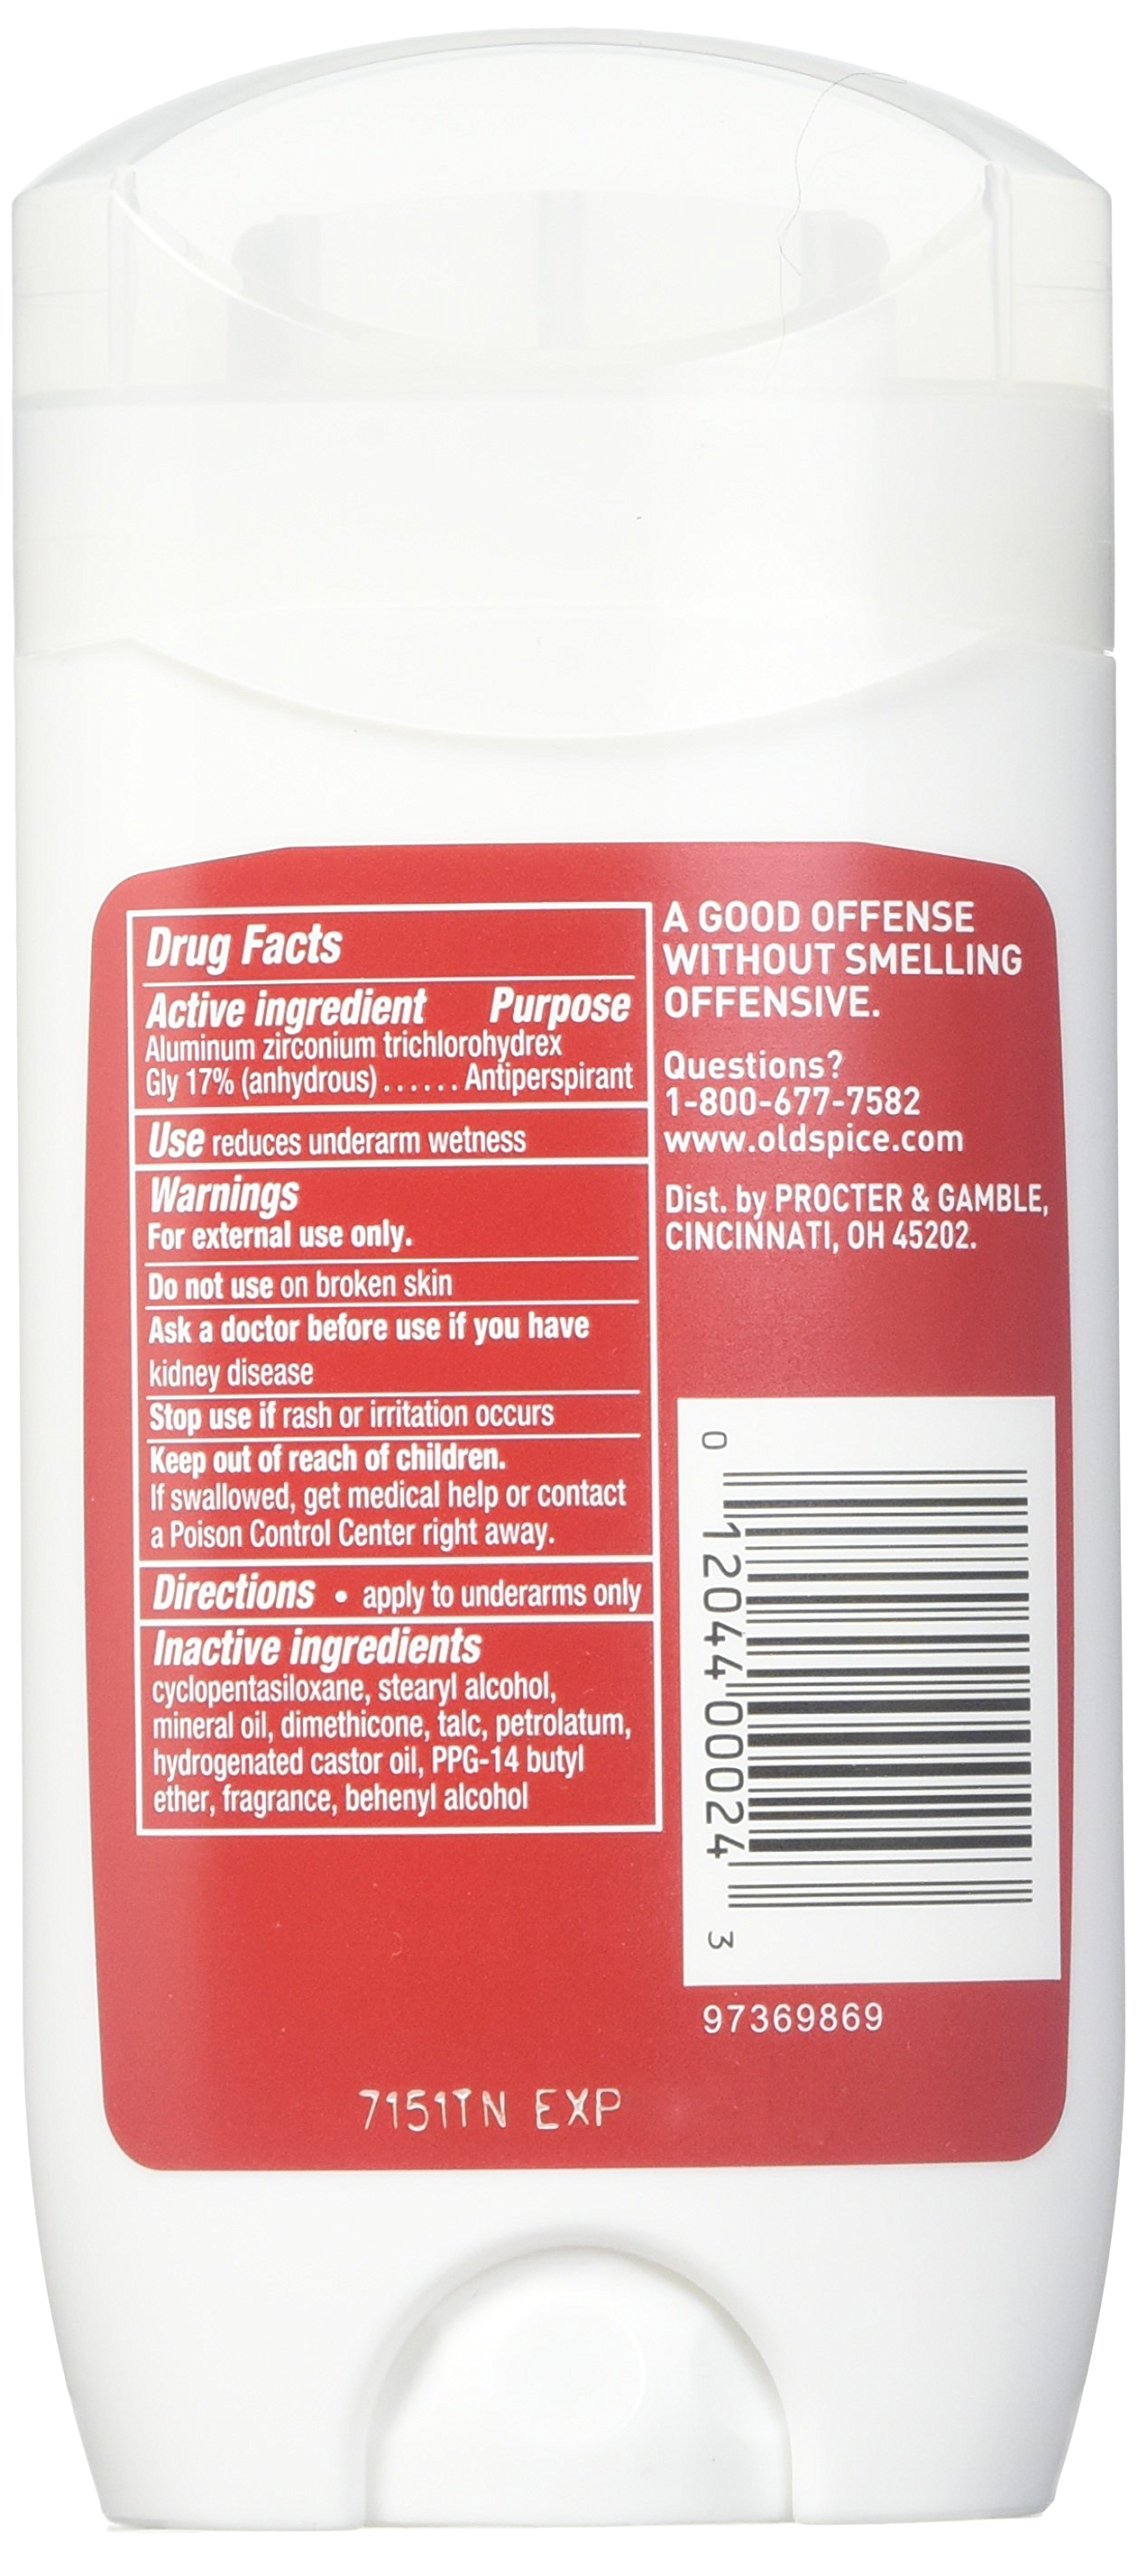 Drug Facts
Active ingredient Purpose
Aluminum zirconium trichlorohydrex
Gly 17% (anhydrous) ...... Antiperspirant
Use reduces underarm wetness
Warnings
For external use only.
Do not use on broken skin
Ask a doctor before use if you have
kidney disease
Stop use if rash or irritation occurs
Keep out of reach of children.
If swallowed, get medical help or contact
a Poison Control Center right away.
Directions • apply to underarms only
Inactive ingredients
cyclopentasiloxane, stearyl alcohol,
mineral oil, dimethicone, talc, petrolatum,
hydrogenated castor oil, PPG-14 butyl
ether, fragrance, behenyl alcohol
A GOOD OFFENSE
WITHOUT SMELLING
OFFENSIVE.
Questions?
1-800-677-7582
www.oldspice.com
Dist. by PROCTER & GAMBLE,
CINCINNATI, OH 45202.
0 12044 00024 3
97369869
71511TN EXP